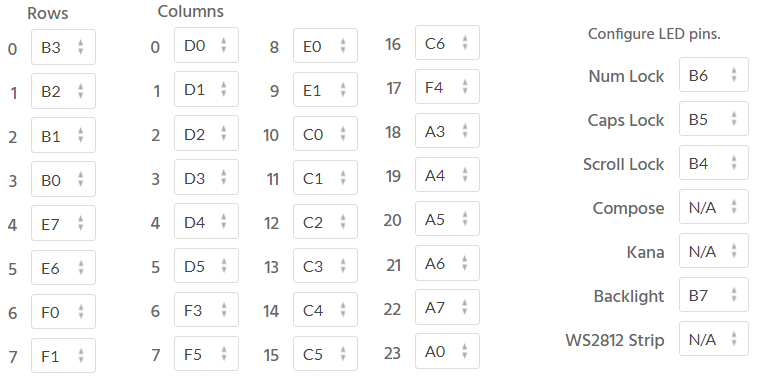 Rows Columns
Configure LED pins.
0 B3 0 D0 8 E0 16 C6
1 B2 1 D1 9 E1 17 F4
2 B1 2 D2 10 C0 18 A3
3 B0 3 D3 11 C1 19 A4
4 E7 4 D4 12 C2 20 A5
5 E6 5 D5 13 C3 21 A6
6 F0 6 F3 14 C4 22 A7
7 F1 7 F5 15 C5 23 A0
Num Lock B6
Caps Lock B5
Scroll Lock B4
Compose N/A
Kana N/A
Backlight B7
WS2812 Strip N/A